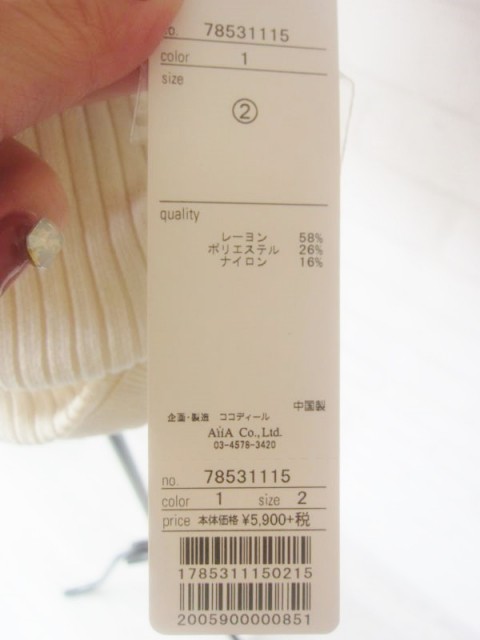 no. 78531115
color 1
size
②
quality
レーヨン 58%
ポリエステル 26%
ナイロン 16%
中国製
企画・製造 ココディール
AiiA Co., Ltd.
03-4578-3420
no. 78531115
color 1 size 2
price 本体価格 ¥5,900+税
1785311150215
2005900000851